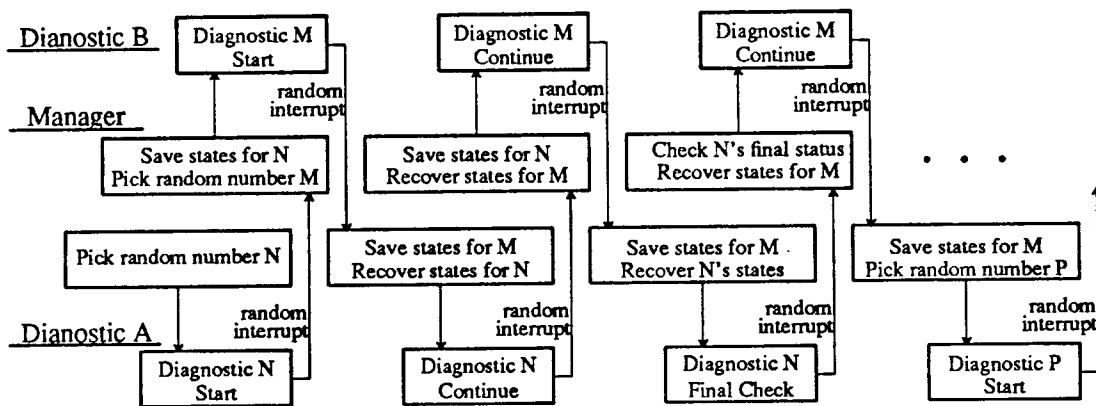 Dianostic B
Diagnostic M
Start
Diagnostic M
Continue
Diagnostic M
Continue
random
interrupt
random
interrupt
random
interrupt
Manager
Save states for N
Pick random number M
Save states for N
Recover states for M
Check N's final status
Recover states for M
. . .
Pick random number N
Save states for M
Recover states for N
Save states for M
Recover N's states
Save states for M
Pick random number P
random
interrupt
random
interrupt
random
interrupt
random
interrupt
Dianostic A
Diagnostic N
Start
Diagnostic N
Continue
Diagnostic N
Final Check
Diagnostic P
Start